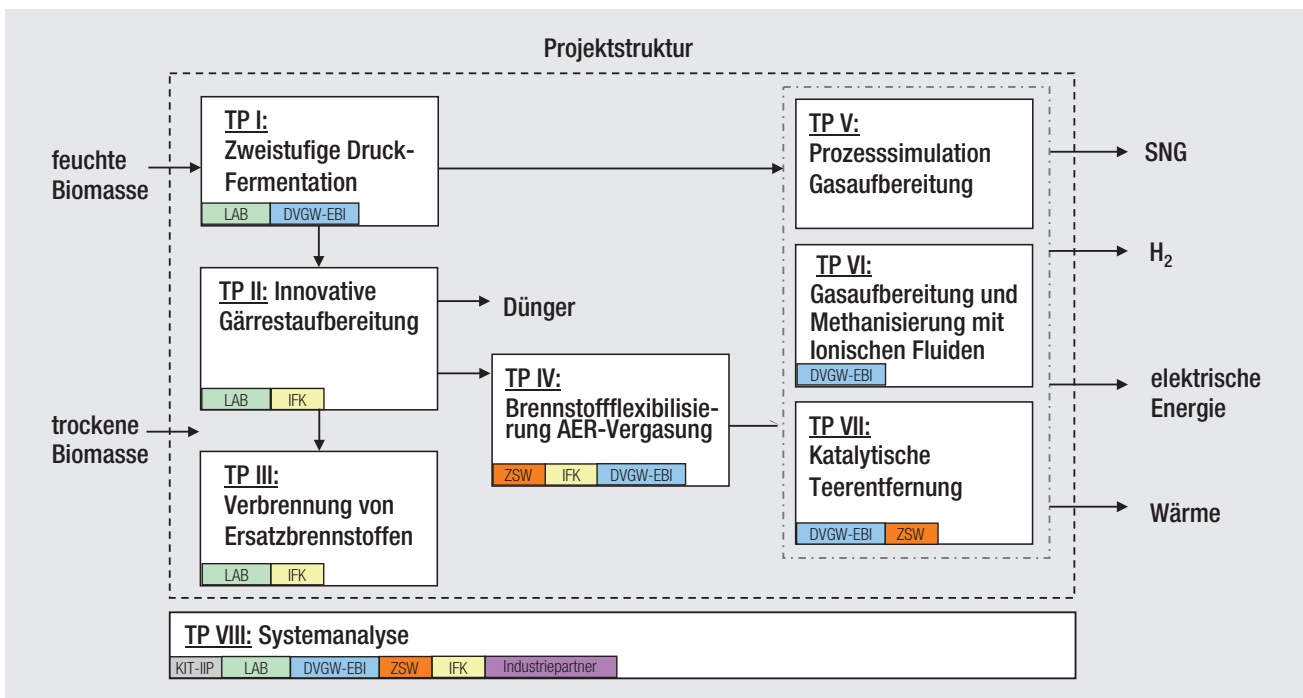 Projektstruktur
feuchte
Biomasse
TP I:
Zweistufige Druck-
Fermentation
LAB DVGW-EBI
TP II: Innovative
Gärrestaufbereitung
LAB IFK
Dünger
trockene
Biomasse
TP III:
Verbrennung von
Ersatzbrennstoffen
LAB IFK
TP IV:
Brennstoffflexibilisie-
rung AER-Vergasung
ZSW IFK DVGW-EBI
TP V:
Prozesssimulation
Gasaufbereitung
TP VI:
Gasaufbereitung und
Methanisierung mit
Ionischen Fluiden
DVGW-EBI
TP VII:
Katalytische
Teerentfernung
DVGW-EBI ZSW
SNG
H2
elektrische
Energie
Wärme
TP VIII: Systemanalyse
KIT-IIP LAB DVGW-EBI ZSW IFK Industriepartner